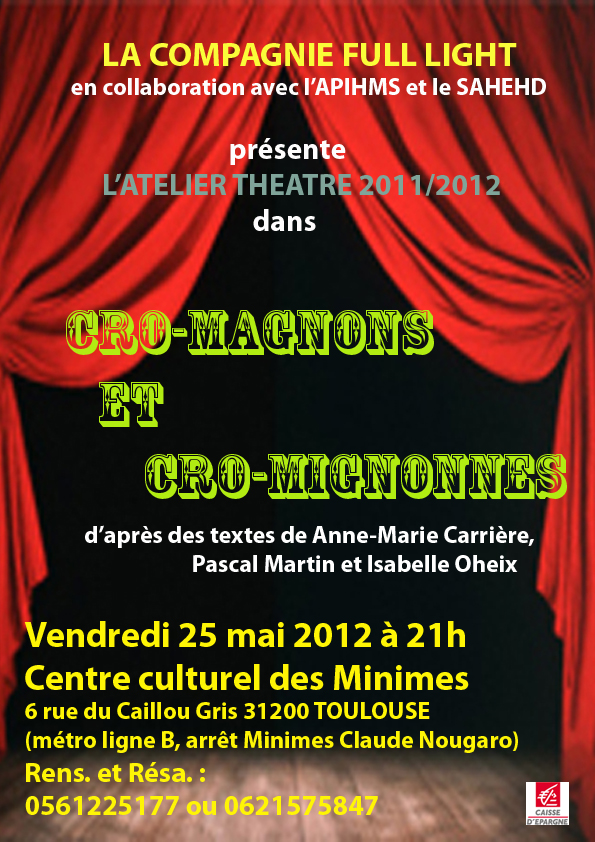 LA COMPAGNIE FULL LIGHT
en collaboration avec l'APIHMS et le SAHEHD
présente
L'ATELIER THEATRE 2011/2012
dans
CRO-MAGNONS
ET
CRO-MIGNONNES
d'après des textes de Anne-Marie Carrière,
Pascal Martin et Isabelle Oheix
Vendredi 25 mai 2012 à 21h
Centre culturel des Minimes
6 rue du Caillou Gris 31200 TOULOUSE
(métro ligne B, arrêt Minimes Claude Nougaro)
Rens. et Résa. :
0561225177 ou 0621575847
CAISSE
D'EPARGNE